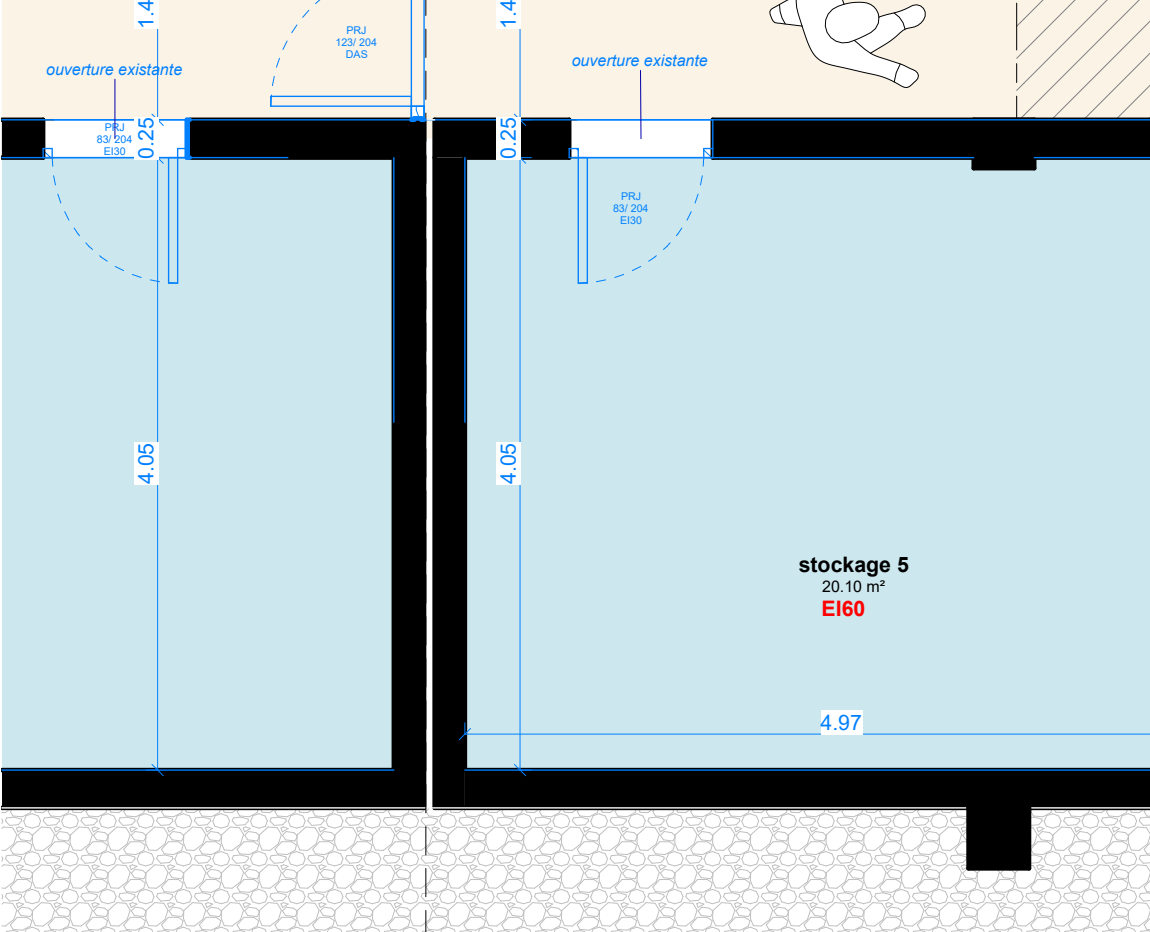 1.4
1.4
PRJ
123/ 204
DAS
ouverture existante
ouverture existante
PRJ
83/ 204
EI30
0.25
0.25
PRJ
83/ 204
EI30
4.05
4.05
stockage 5
20.10 m²
EI60
4.97